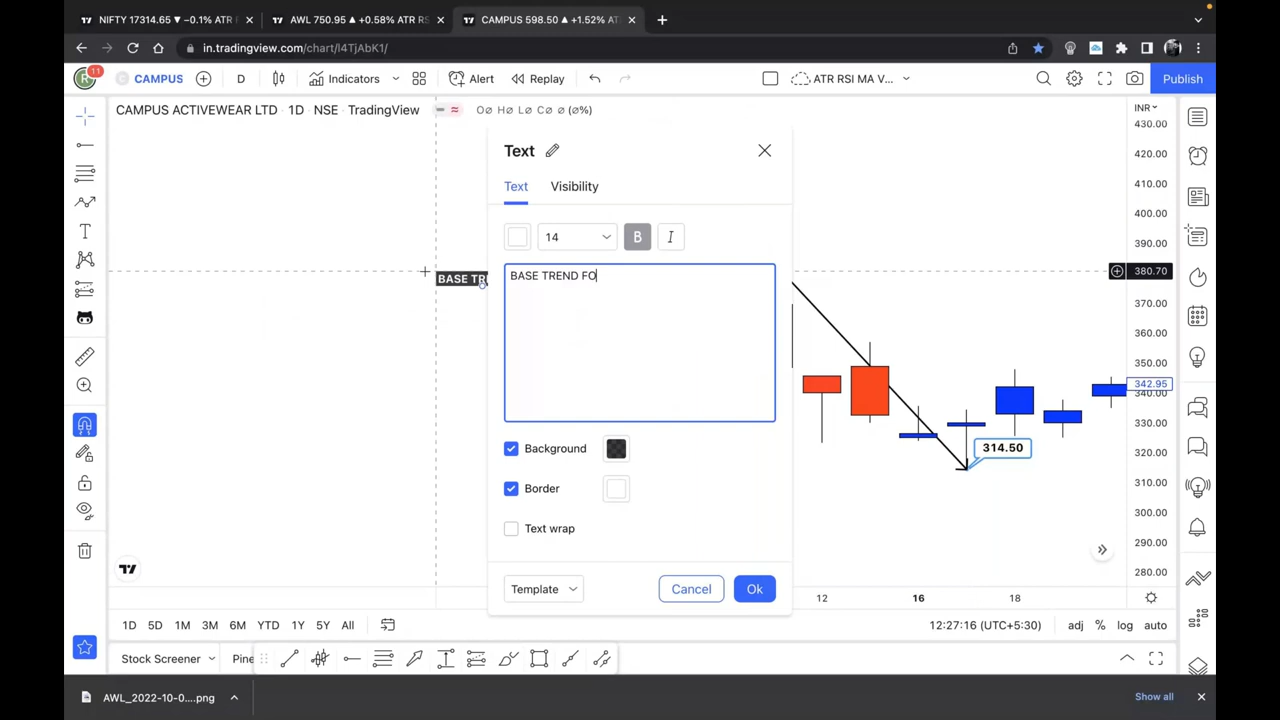 NIFTY 17314.65 ▼ −0.1% ATR
AWL 750.95 ▲ +0.58% ATR RS
CAMPUS 598.50 ▲ +1.52% AT
in.tradingview.com/chart/I4TjAbK1/
11
CAMPUS
D
Indicators
Alert
Replay
ATR RSI MA V...
Publish
CAMPUS ACTIVEWEAR LTD · 1D · NSE · TradingView
O∅ H∅ L∅ C∅ ∅ (∅%)
INR
430.00
420.00
410.00
400.00
390.00
380.70
370.00
360.00
350.00
342.95
340.00
330.00
320.00
310.00
300.00
290.00
280.00
Text
Text
Visibility
14
B
I
BASE TREND FO
BASE TR
Background
Border
Text wrap
Template
Cancel
Ok
314.50
12
16
18
1D
5D
1M
3M
6M
YTD
1Y
5Y
All
12:27:16 (UTC+5:30)
adj
%
log
auto
Stock Screener
Pine
AWL_2022-10-0....png
Show all